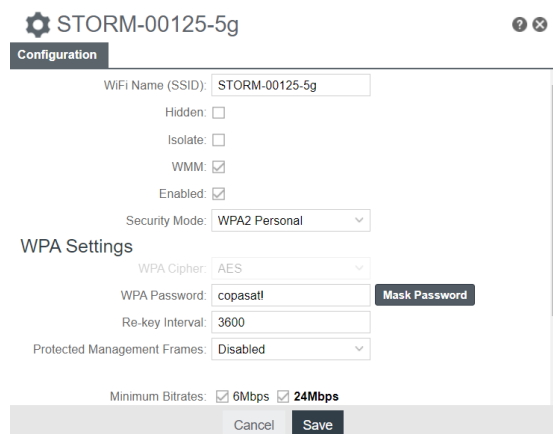 STORM-00125-5g
Configuration
WiFi Name (SSID): STORM-00125-5g
Hidden:
Isolate:
WMM:
Enabled:
Security Mode: WPA2 Personal
WPA Settings
WPA Cipher: AES
WPA Password: copasat! Mask Password
Re-key Interval: 3600
Protected Management Frames: Disabled
Minimum Bitrates: 6Mbps 24Mbps
Cancel Save